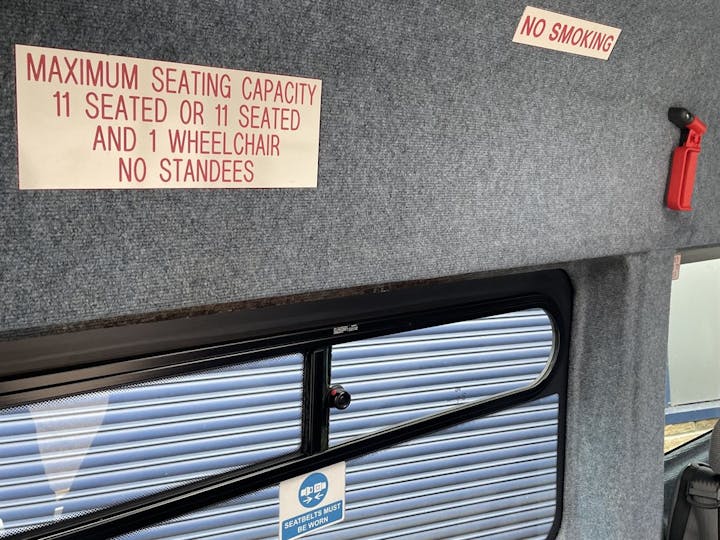 MAXIMUM SEATING CAPACITY
11 SEATED OR 11 SEATED
AND 1 WHEELCHAIR
NO STANDEES
NO SMOKING
SEATBELTS MUST
BE WORN